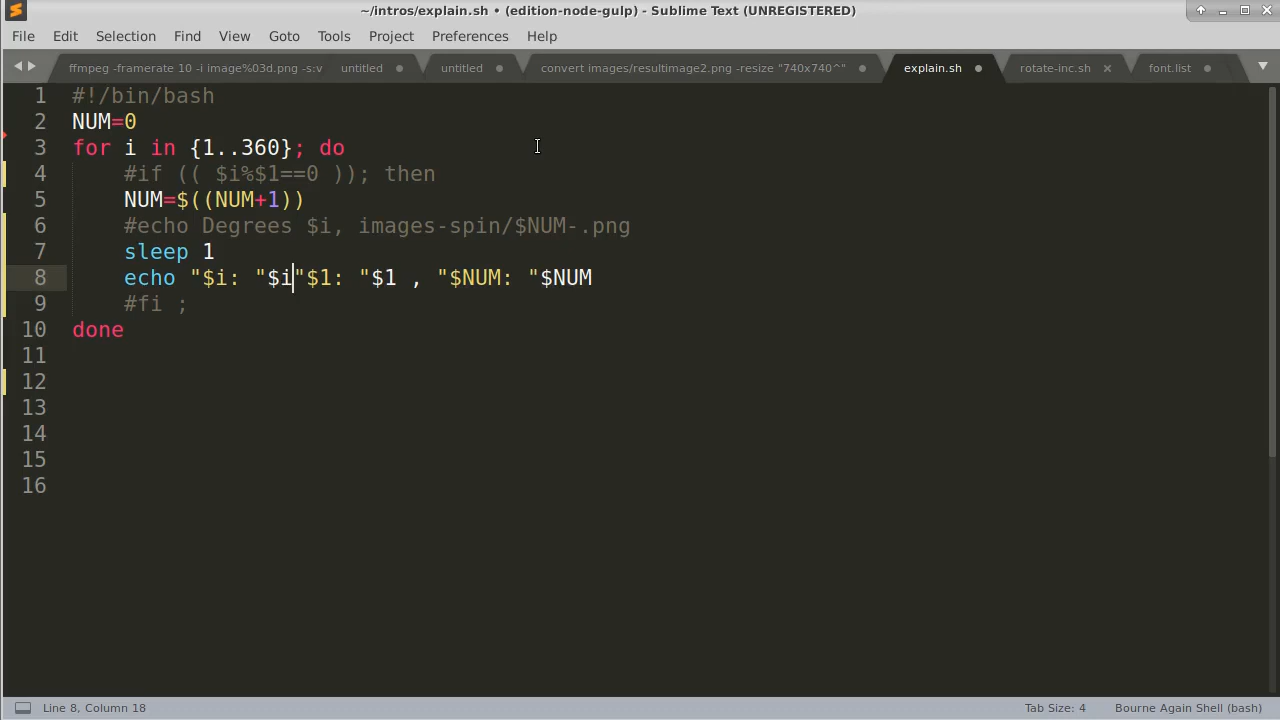 ~/intros/explain.sh • (edition-node-gulp) - Sublime Text (UNREGISTERED)
File Edit Selection Find View Goto Tools Project Preferences Help
ffmpeg -framerate 10 -i image%03d.png -s:v untitled untitled convert images/resultimage2.png -resize "740x740^" explain.sh rotate-inc.sh font.list
1 #!/bin/bash
2 NUM=0
3 for i in {1..360}; do
4 #if (( $i%$1==0 )); then
5 NUM=$((NUM+1))
6 #echo Degrees $i, images-spin/$NUM-.png
7 sleep 1
8 echo "$i: "$i"$1: "$1 , "$NUM: "$NUM
9 #fi ;
10 done
11
12
13
14
15
16
Line 8, Column 18 Tab Size: 4 Bourne Again Shell (bash)